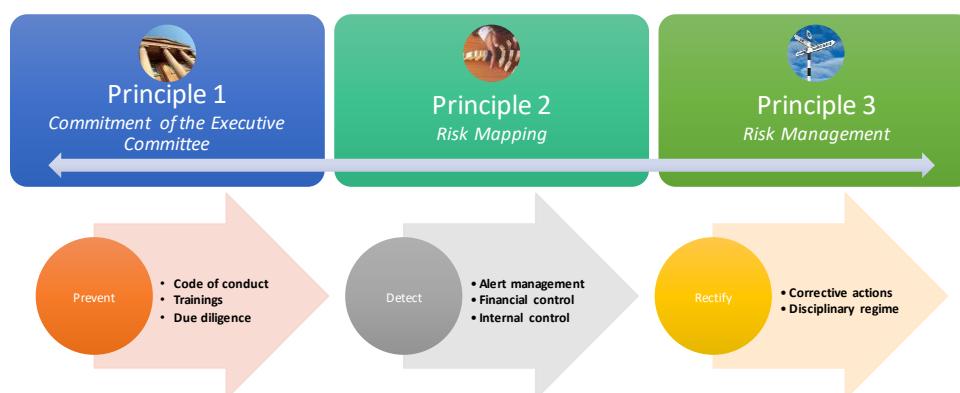 Principle 1
Commitment of the Executive
Committee
Principle 2
Risk Mapping
Principle 3
Risk Management
Prevent
• Code of conduct
• Trainings
• Due diligence
Detect
• Alert management
• Financial control
• Internal control
Rectify
• Corrective actions
• Disciplinary regime